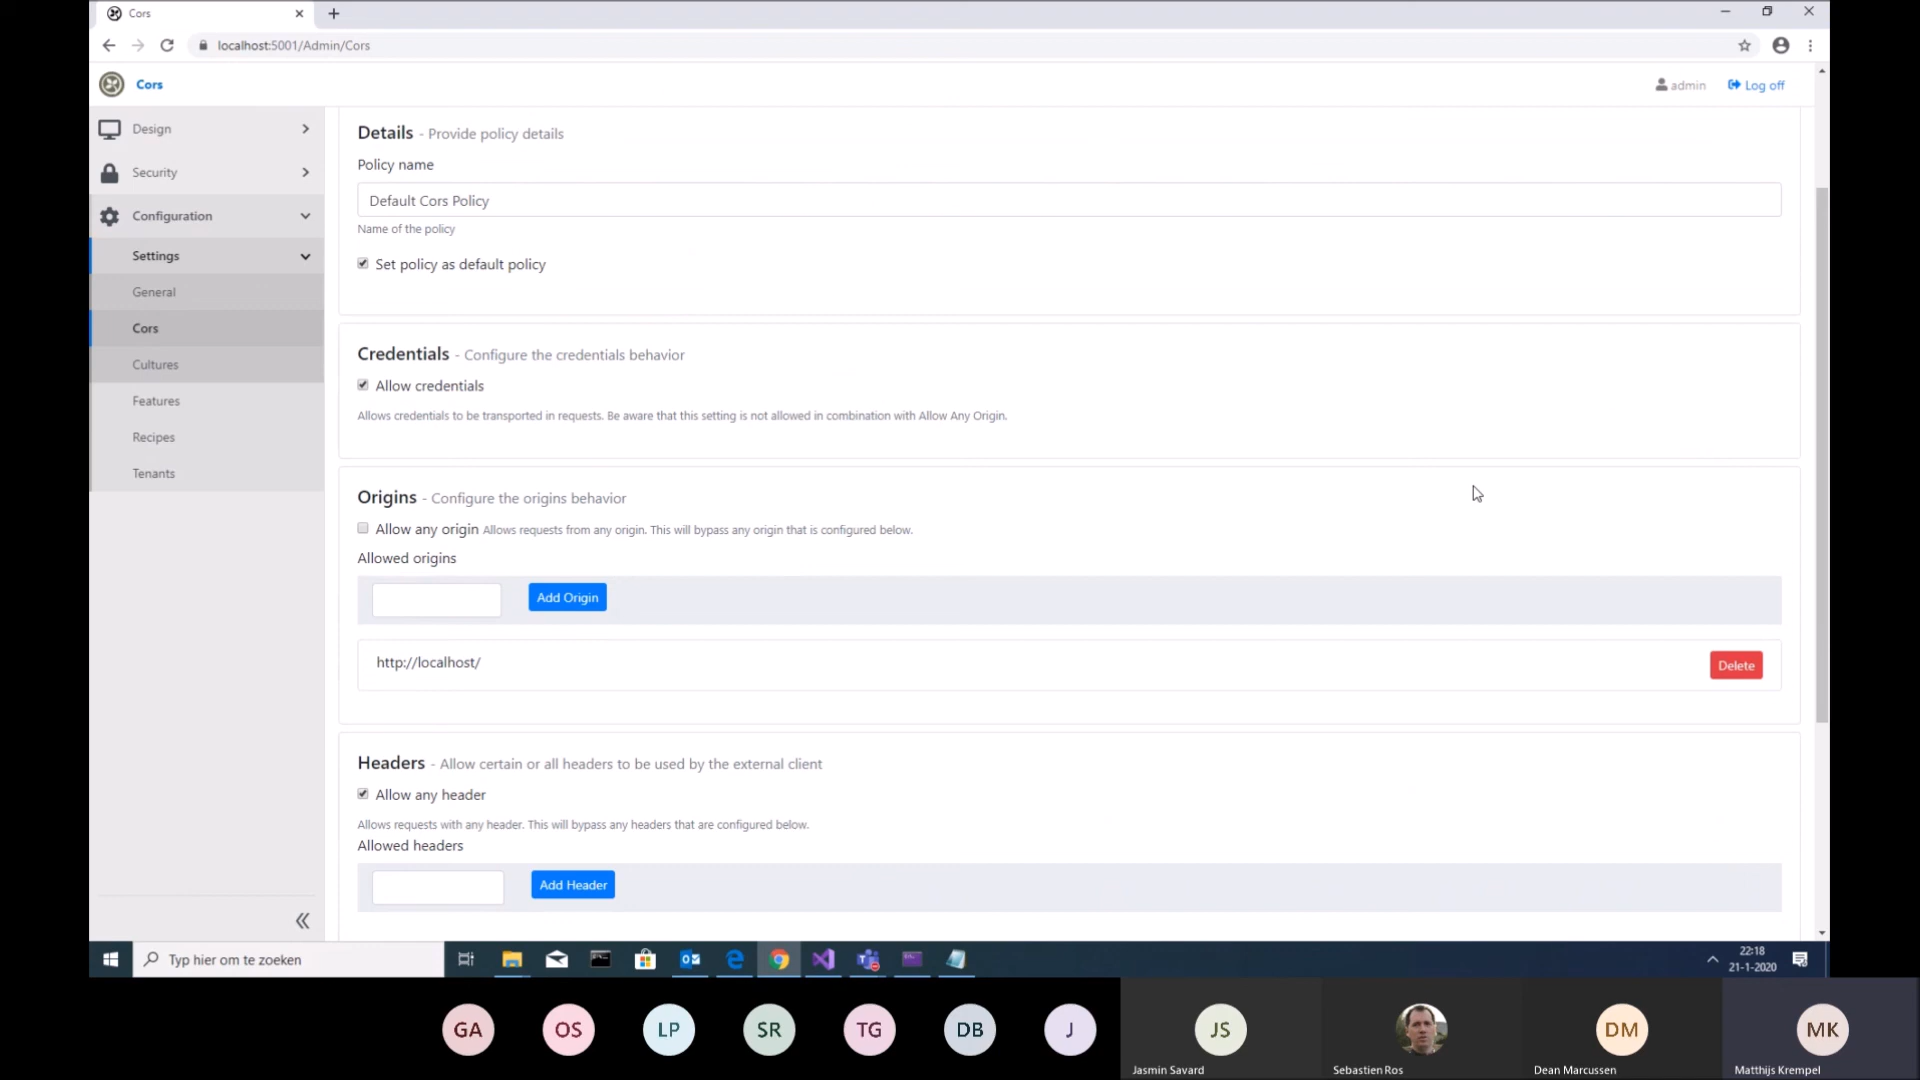 Cors
localhost:5001/Admin/Cors
Cors
admin
Log off
Design
Security
Configuration
Settings
General
Cors
Cultures
Features
Recipes
Tenants
Details - Provide policy details
Policy name
Default Cors Policy
Name of the policy
Set policy as default policy
Credentials - Configure the credentials behavior
Allow credentials
Allows credentials to be transported in requests. Be aware that this setting is not allowed in combination with Allow Any Origin.
Origins - Configure the origins behavior
Allow any origin Allows requests from any origin. This will bypass any origin that is configured below.
Allowed origins
Add Origin
http://localhost/
Delete
Headers - Allow certain or all headers to be used by the external client
Allow any header
Allows requests with any header. This will bypass any headers that are configured below.
Allowed headers
Add Header
Typ hier om te zoeken
22:18
21-1-2020
GA
OS
LP
SR
TG
DB
J
JS
DM
MK
Jasmin Savard
Sebastien Ros
Dean Marcussen
Matthijs Krempel